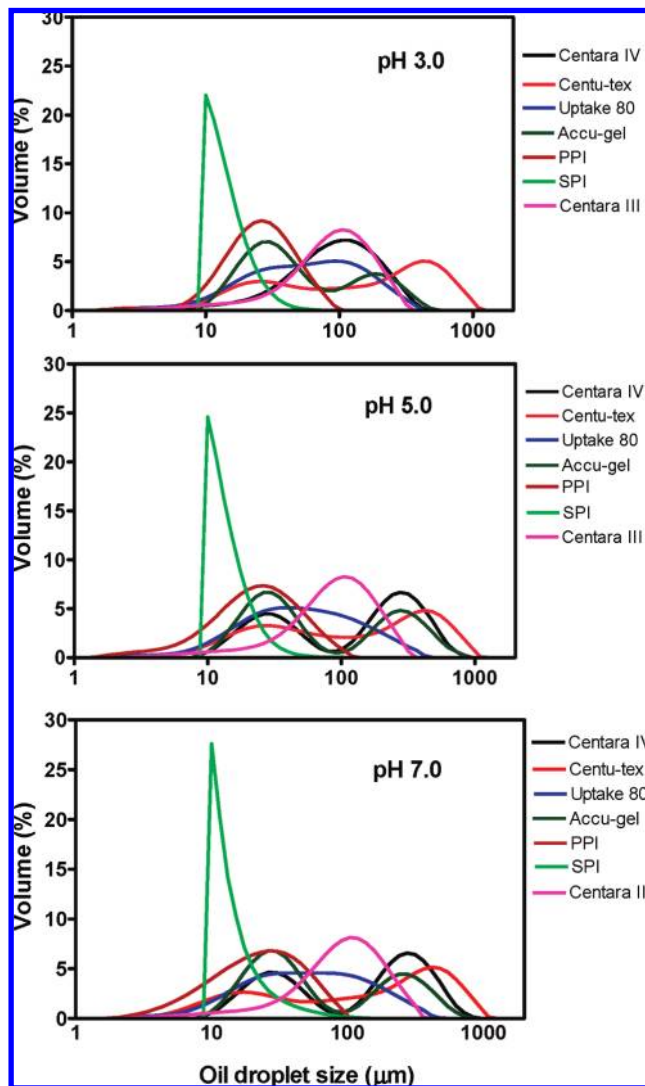 30
25
20
15
10
5
0
Volume (%)
pH 3.0
Centara IV
Centu-tex
Uptake 80
Accu-gel
PPI
SPI
Centara III
1 10 100 1000
30
25
20
15
10
5
0
Volume (%)
pH 5.0
Centara IV
Centu-tex
Uptake 80
Accu-gel
PPI
SPI
Centara III
1 10 100 1000
30
25
20
15
10
5
0
Volume (%)
pH 7.0
Centara IV
Centu-tex
Uptake 80
Accu-gel
PPI
SPI
Centara II
1 10 100 1000
Oil droplet size (μm)